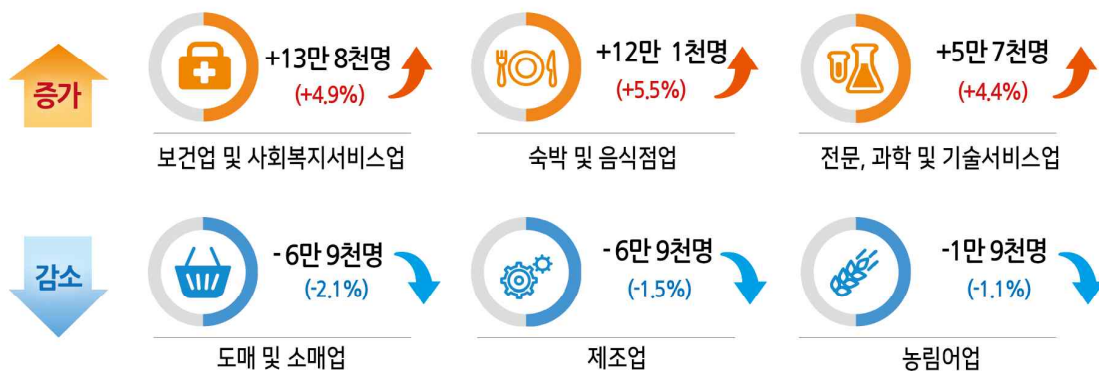 증가
+13만 8천명
(+4.9%)
보건업 및 사회복지서비스업
+12만 1천명
(+5.5%)
숙박 및 음식점업
+5만 7천명
(+4.4%)
전문, 과학 및 기술서비스업
감소
- 6만 9천명
(-2.1%)
도매 및 소매업
- 6만 9천명
(-1.5%)
제조업
-1만 9천명
(-1.1%)
농림어업